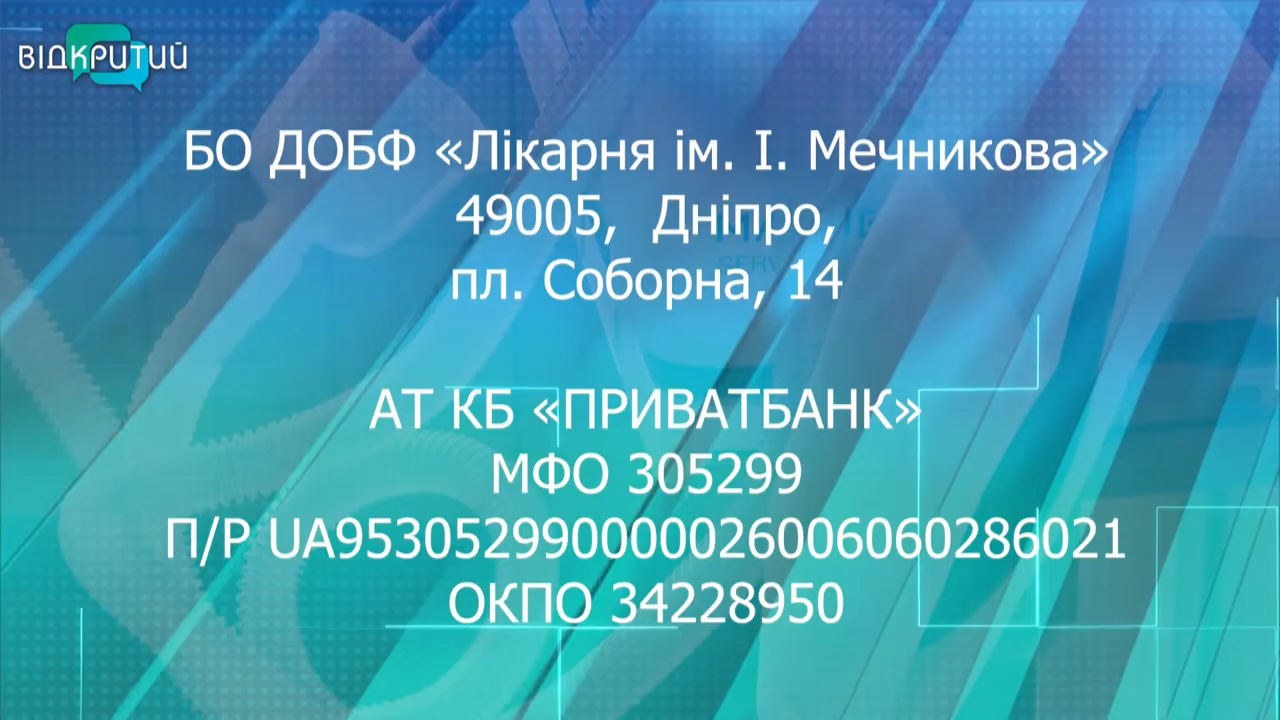 ВІДКРИТИЙ
БО ДОБФ «Лікарня ім. І. Мечникова»
49005, Дніпро,
пл. Соборна, 14
SERV
АТ КБ «ПРИВАТБАНК»
МФО 305299
П/Р UA953052990000026006060286021
ОКПО 34228950